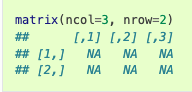 matrix(ncol=3, nrow=2)
##      [,1] [,2] [,3]
## [1,]   NA   NA   NA
## [2,]   NA   NA   NA